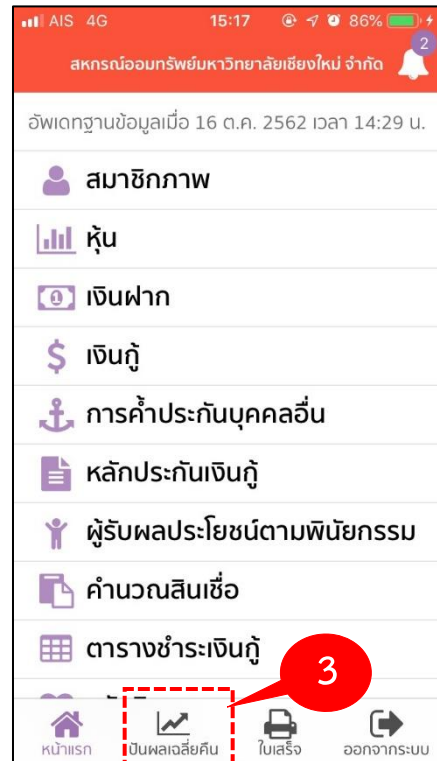 AIS 4G 15:17 86%
สหกรณ์ออมทรัพย์มหาวิทยาลัยเชียงใหม่ จำกัด 2
อัพเดทฐานข้อมูลเมื่อ 16 ต.ค. 2562 เวลา 14:29 น.
สมาชิกภาพ
หุ้น
เงินฝาก
เงินกู้
การค้ำประกันบุคคลอื่น
หลักประกันเงินกู้
ผู้รับผลประโยชน์ตามพินัยกรรม
คำนวณสินเชื่อ
ตารางชำระเงินกู้
3
หน้าแรก ปันผลเฉลี่ยคืน ใบเสร็จ ออกจากระบบ